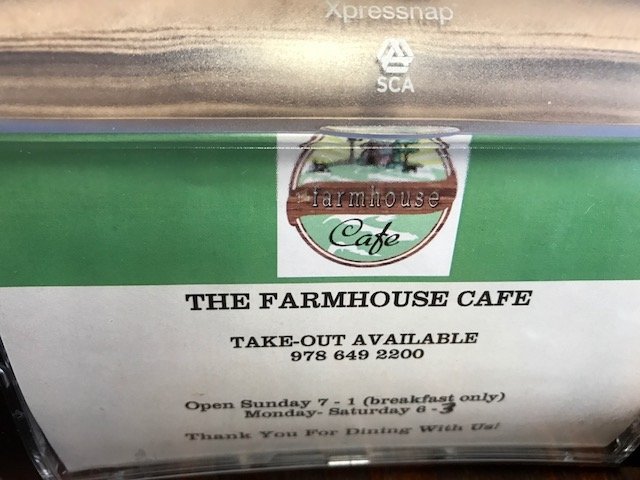 Xpressnap
SCA
farmhouse
Cafe
THE FARMHOUSE CAFE
TAKE-OUT AVAILABLE
978 649 2200
Open Sunday 7 - 1 (breakfast only)
Monday- Saturday 6 - 3
Thank You For Dining With Us!